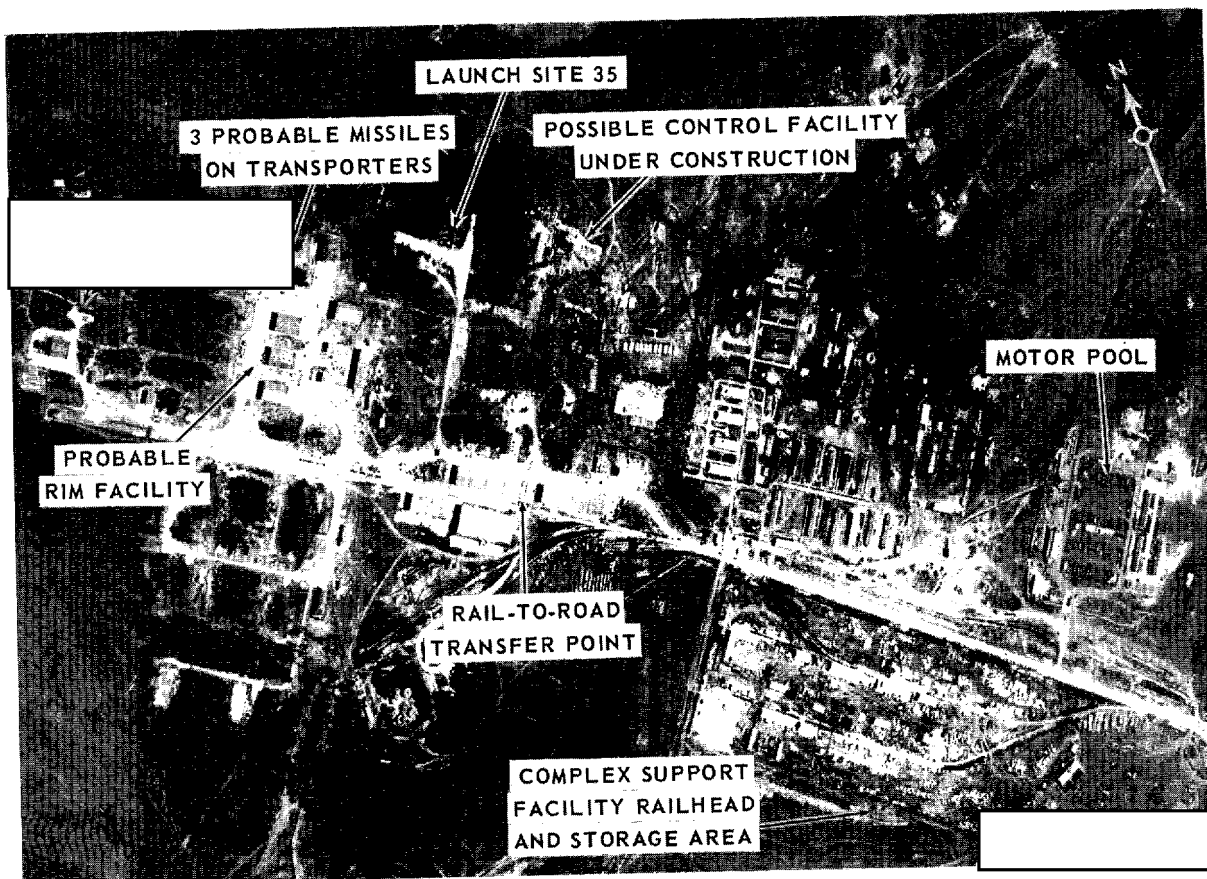 LAUNCH SITE 35
3 PROBABLE MISSILES
ON TRANSPORTERS
POSSIBLE CONTROL FACILITY
UNDER CONSTRUCTION
N
MOTOR POOL
PROBABLE
RIM FACILITY
RAIL-TO-ROAD
TRANSFER POINT
COMPLEX SUPPORT
FACILITY RAILHEAD
AND STORAGE AREA